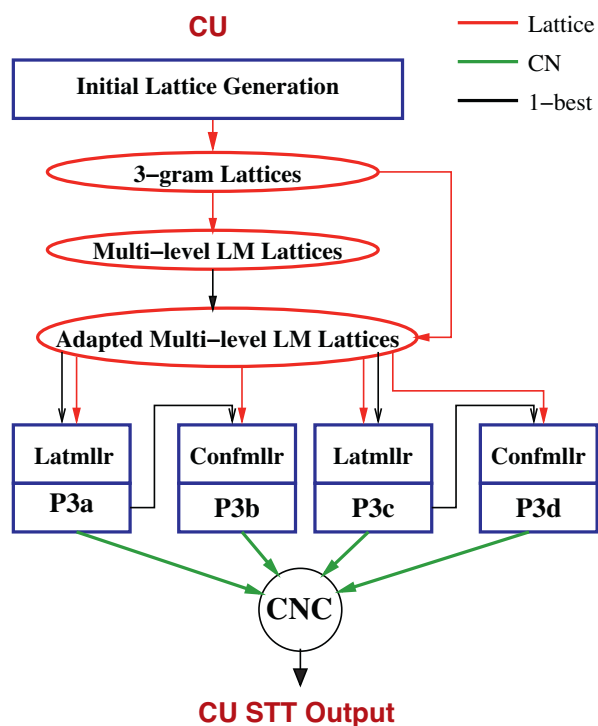 CU
Lattice
CN
1−best
Initial Lattice Generation
3−gram Lattices
Multi−level LM Lattices
Adapted Multi−level LM Lattices
Latmllr
Confmllr
Latmllr
Confmllr
P3a
P3b
P3c
P3d
CNC
CU STT Output